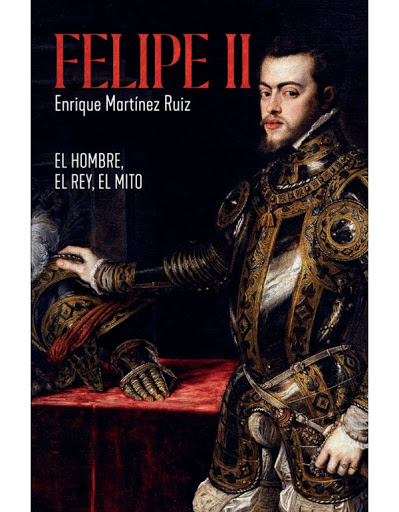 FELIPE II
Enrique Martínez Ruiz
EL HOMBRE,
EL REY, EL MITO